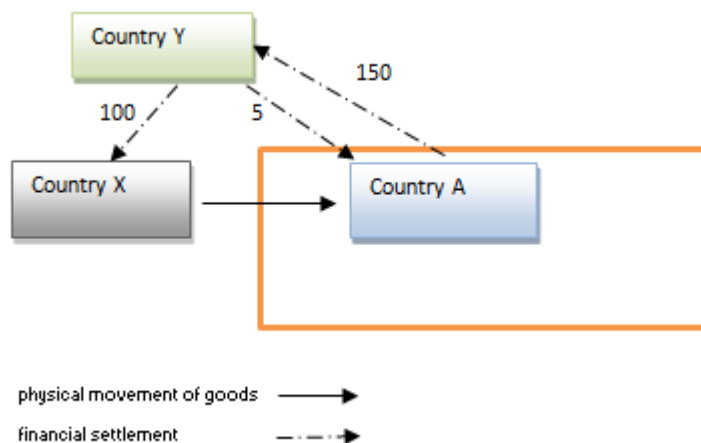 Country Y
150
100
5
Country X
Country A
physical movement of goods
financial settlement